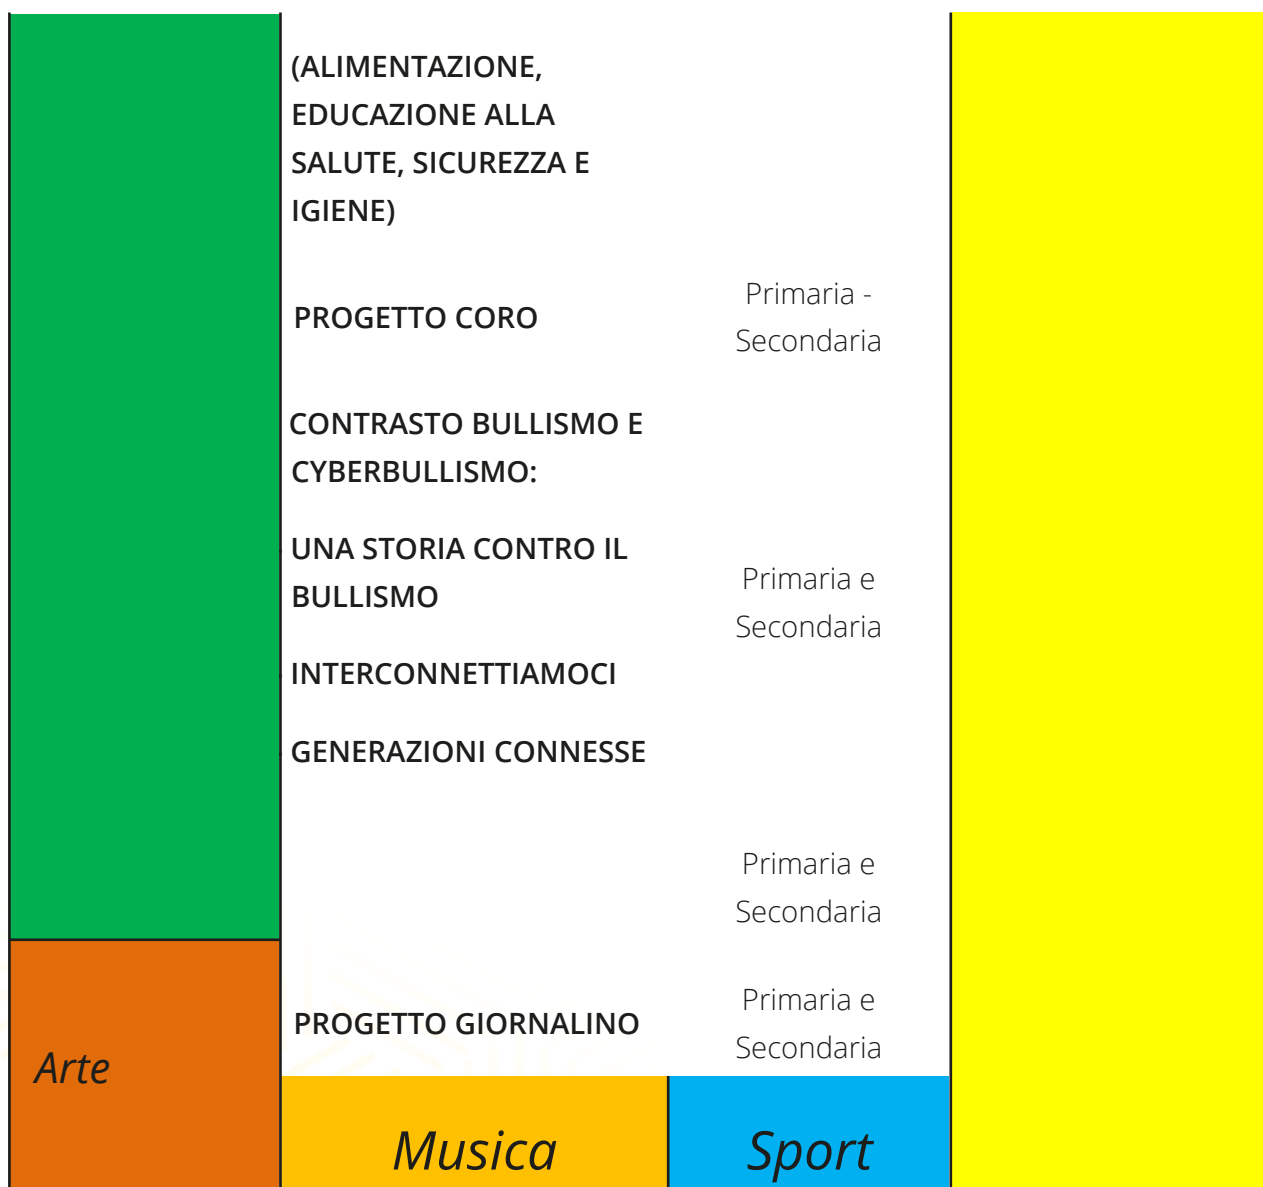 (ALIMENTAZIONE,
EDUCAZIONE ALLA
SALUTE, SICUREZZA E
IGIENE)
PROGETTO CORO
Primaria -
Secondaria
CONTRASTO BULLISMO E
CYBERBULLISMO:
UNA STORIA CONTRO IL
BULLISMO
Primaria e
Secondaria
INTERCONNETTIAMOCI
GENERAZIONI CONNESSE
Primaria e
Secondaria
PROGETTO GIORNALINO
Primaria e
Secondaria
Arte
Musica
Sport